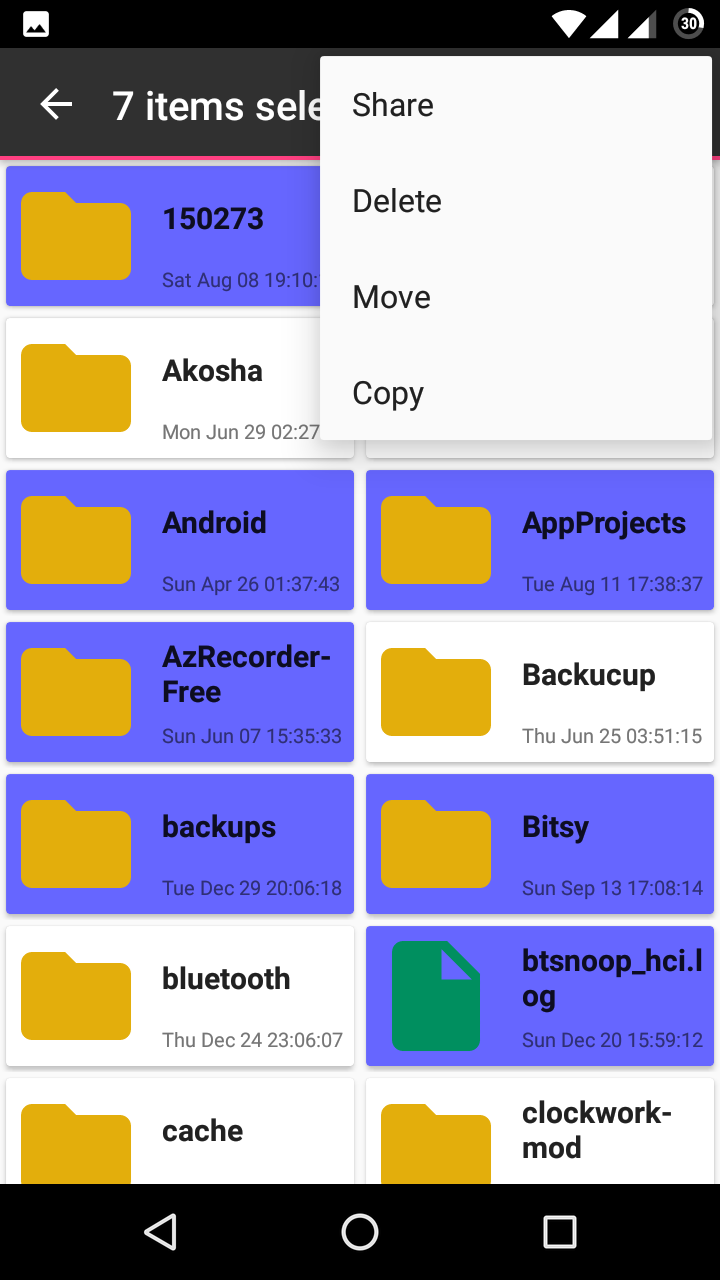 30
7 items sele
Share
Delete
Move
Copy
150273
Sat Aug 08 19:10:
Akosha
Mon Jun 29 02:27
Android
Sun Apr 26 01:37:43
AppProjects
Tue Aug 11 17:38:37
AzRecorder-
Free
Sun Jun 07 15:35:33
Backucup
Thu Jun 25 03:51:15
backups
Tue Dec 29 20:06:18
Bitsy
Sun Sep 13 17:08:14
bluetooth
Thu Dec 24 23:06:07
btsnoop_hci.l
og
Sun Dec 20 15:59:12
cache
clockwork-
mod